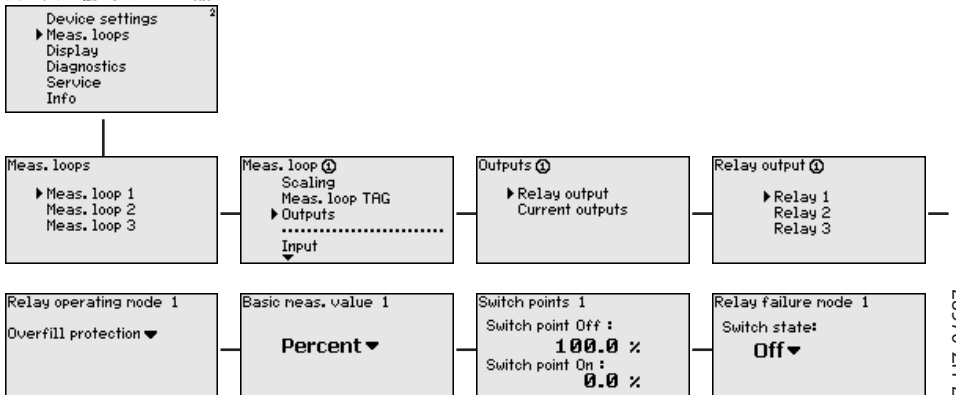 Device settings
2
Meas. loops
Display
Diagnostics
Service
Info
Meas. loops
Meas. loop 1
Meas. loop 2
Meas. loop 3
Meas. loop ①
Scaling
Meas. loop TAG
Outputs
Input
Outputs ①
Relay output
Current outputs
Relay output ①
Relay 1
Relay 2
Relay 3
Relay operating mode 1
Overfill protection
Basic meas. value 1
Percent
Switch points 1
Switch point Off :
100.0 %
Switch point On :
0.0 %
Relay failure mode 1
Switch state:
Off